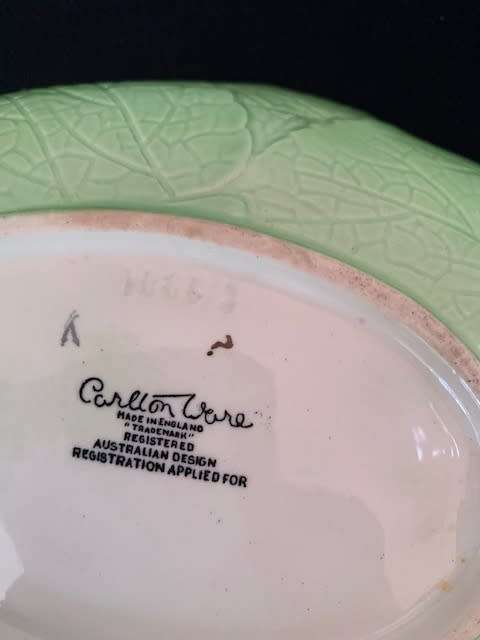 Carlton Ware
MADE IN ENGLAND
"TRADEMARK"
REGISTERED
AUSTRALIAN DESIGN
REGISTRATION APPLIED FOR